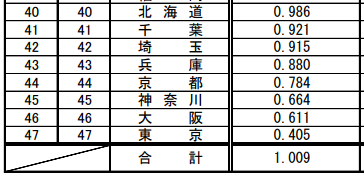 40 40 北海道 0.986
41 41 千葉 0.921
42 42 埼玉 0.915
43 43 兵庫 0.880
44 44 京都 0.784
45 45 神奈川 0.664
46 46 大阪 0.611
47 47 東京 0.405
合計 1.009